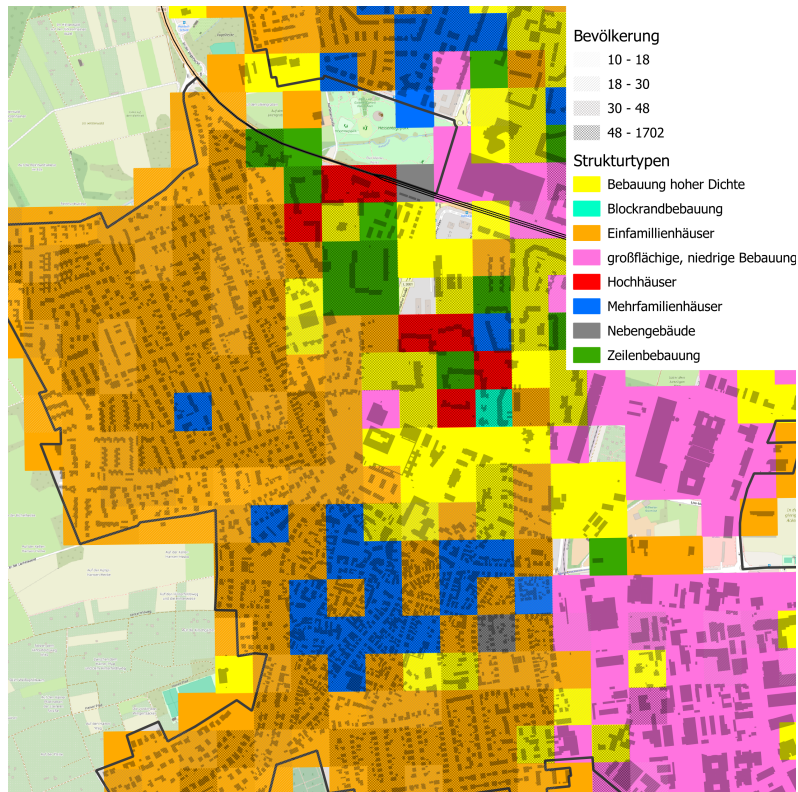 Bevölkerung
10 - 18
18 - 30
30 - 48
48 - 1702
Strukturtypen
Bebauung hoher Dichte
Blockrandbebauung
Einfamillienhäuser
großflächige, niedrige Bebauung
Hochhäuser
Mehrfamilienhäuser
Nebengebäude
Zeilenbebauung